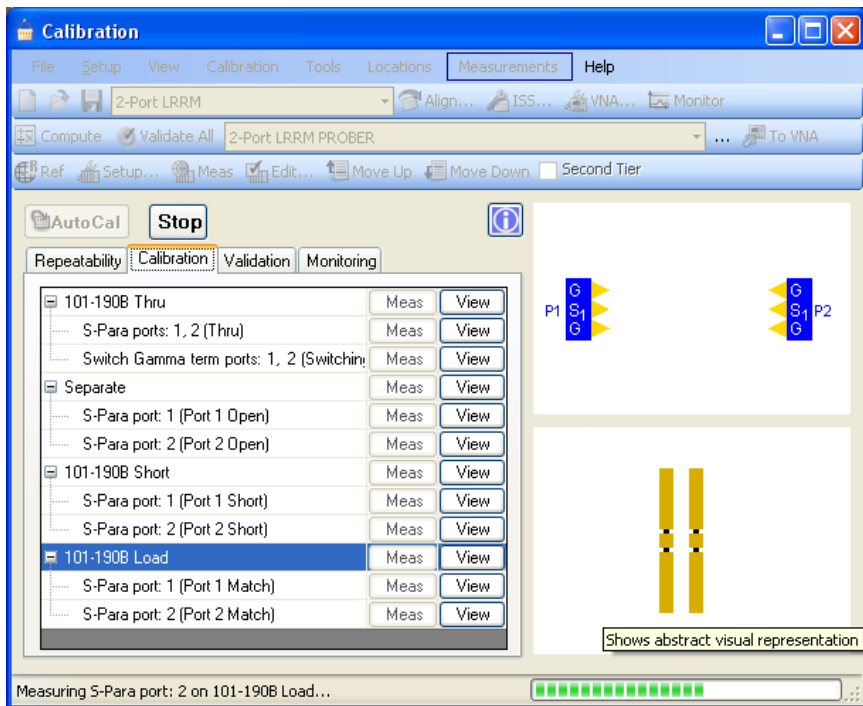 Calibration
File Setup View Calibration Tools Locations Measurements Help
2-Port LRRM Align... ISS... VNA... Monitor
Compute Validate All 2-Port LRRM PROBER ... To VNA
Ref Setup... Meas Edit... Move Up Move Down Second Tier
AutoCal Stop
Repeatability Calibration Validation Monitoring
101-190B Thru Meas View
S-Para ports: 1, 2 (Thru) Meas View
Switch Gamma term ports: 1, 2 (Switching Meas View
Separate Meas View
S-Para port: 1 (Port 1 Open) Meas View
S-Para port: 2 (Port 2 Open) Meas View
101-190B Short Meas View
S-Para port: 1 (Port 1 Short) Meas View
S-Para port: 2 (Port 2 Short) Meas View
101-190B Load Meas View
S-Para port: 1 (Port 1 Match) Meas View
S-Para port: 2 (Port 2 Match) Meas View
G G
P1 S1 S1 P2
G G
Shows abstract visual representation
Measuring S-Para port: 2 on 101-190B Load...